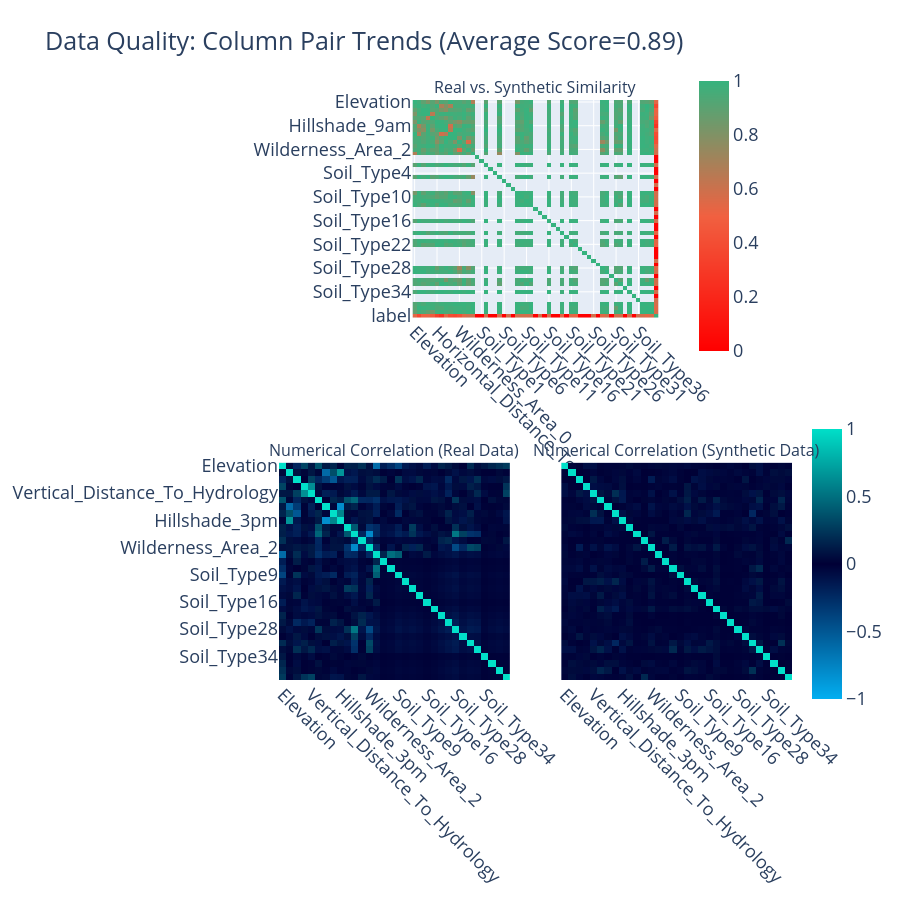 Data Quality: Column Pair Trends (Average Score=0.89)
Real vs. Synthetic Similarity
Elevation
Hillshade_9am
Wilderness_Area_2
Soil_Type4
Soil_Type10
Soil_Type16
Soil_Type22
Soil_Type28
Soil_Type34
label
Elevation
Horizontal_Distance_To
Wilderness_Area_0
Soil_Type1
Soil_Type6
Soil_Type11
Soil_Type16
Soil_Type21
Soil_Type26
Soil_Type31
Soil_Type36
1
0.8
0.6
0.4
0.2
0
Numerical Correlation (Real Data)
Numerical Correlation (Synthetic Data)
Elevation
Vertical_Distance_To_Hydrology
Hillshade_3pm
Wilderness_Area_2
Soil_Type9
Soil_Type16
Soil_Type28
Soil_Type34
Elevation
Vertical_Distance_To_Hydrology
Hillshade_3pm
Wilderness_Area_2
Soil_Type9
Soil_Type16
Soil_Type28
Soil_Type34
Elevation
Vertical_Distance_To_Hydrology
Hillshade_3pm
Wilderness_Area_2
Soil_Type9
Soil_Type16
Soil_Type28
Soil_Type34
1
0.5
0
−0.5
−1